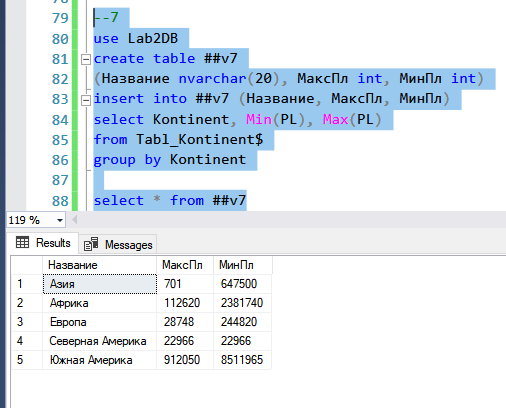 79 --7
80 use Lab2DB
81 create table ##v7
82 (Название nvarchar(20), МаксПл int, МинПл int)
83 insert into ##v7 (Название, МаксПл, МинПл)
84 select Kontinent, Min(PL), Max(PL)
85 from Tabl_Kontinent$
86 group by Kontinent
87
88 select * from ##v7
119 %
Results Messages
Название МаксПл МинПл
1 Азия 701 647500
2 Африка 112620 2381740
3 Европа 28748 244820
4 Северная Америка 22966 22966
5 Южная Америка 912050 8511965